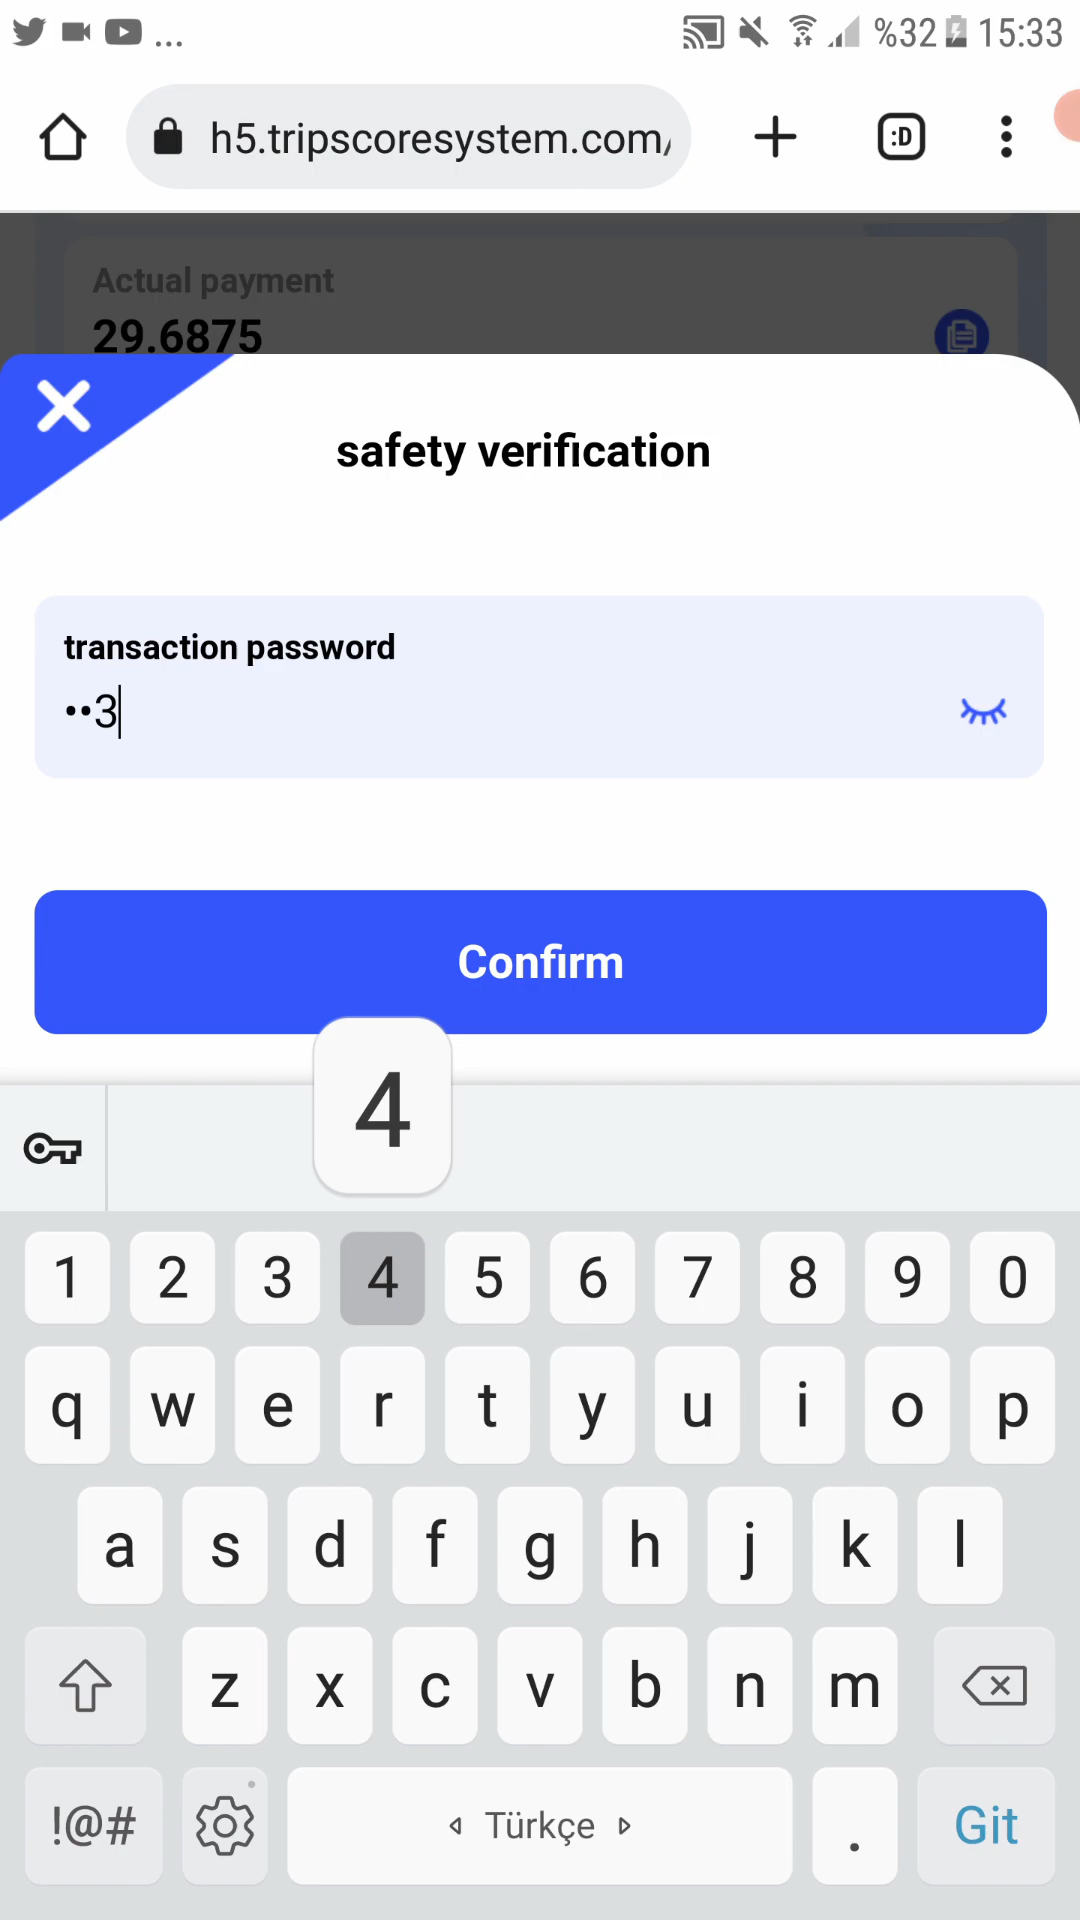 ... %32 15:33
h5.tripscoresystem.com/ :D
Actual payment
29.6875
safety verification
transaction password
••3
Confirm
4
1 2 3 4 5 6 7 8 9 0
q w e r t y u i o p
a s d f g h j k l
z x c v b n m
!@# Türkçe . Git